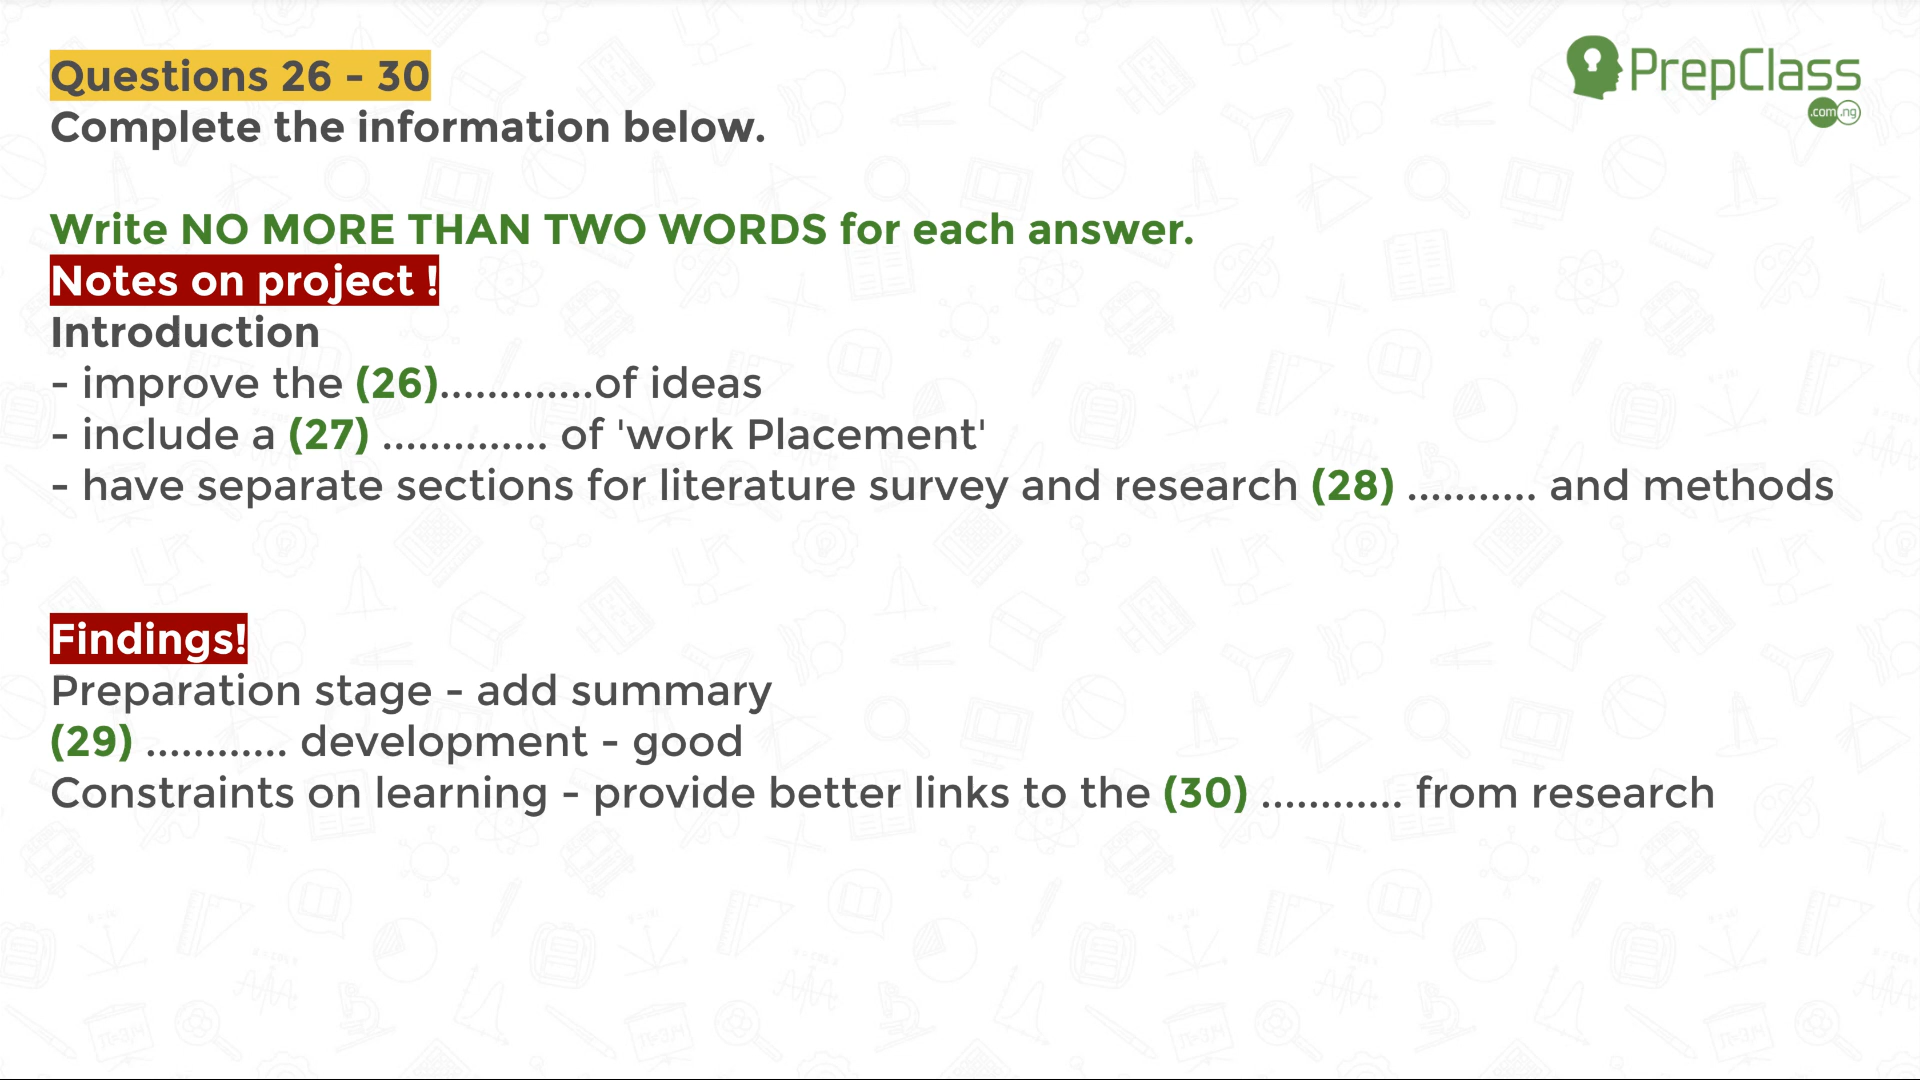 Questions 26 - 30
PrepClass
.com .ng
Complete the information below.
Write NO MORE THAN TWO WORDS for each answer.
Notes on project !
Introduction
- improve the (26).............of ideas
- include a (27) .............. of 'work Placement'
- have separate sections for literature survey and research (28) ........... and methods
Findings!
Preparation stage - add summary
(29) ............ development - good
Constraints on learning - provide better links to the (30) ............ from research